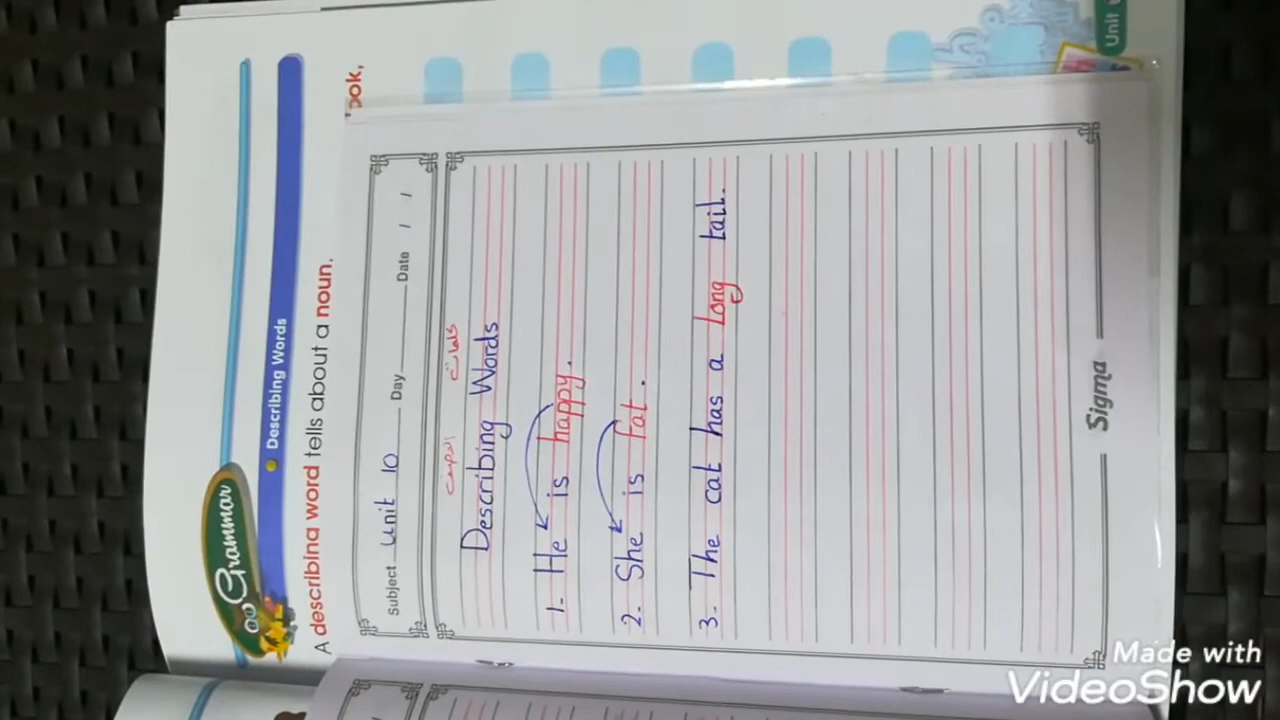 Grammar
Describing Words
A describing word tells about a noun.
ook,
Subject Unit 10 Day Date / /
كلمات
Describing Words
1- He is happy.
2- She is fat.
3- The cat has a long tail.
Sigma
Unit
Made with
VideoShow